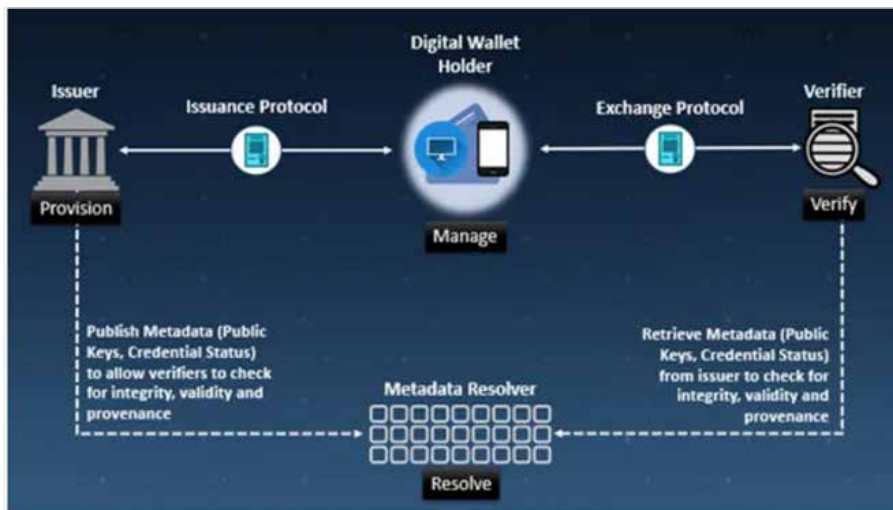 Digital Wallet
Holder
Issuer
Issuance Protocol
Exchange Protocol
Verifier
Provision
Manage
Verify
Publish Metadata (Public
Keys, Credential Status)
to allow verifiers to check
for integrity, validity and
provenance
Retrieve Metadata (Public
Keys, Credential Status)
from issuer to check for
integrity, validity and
provenance
Metadata Resolver
Resolve